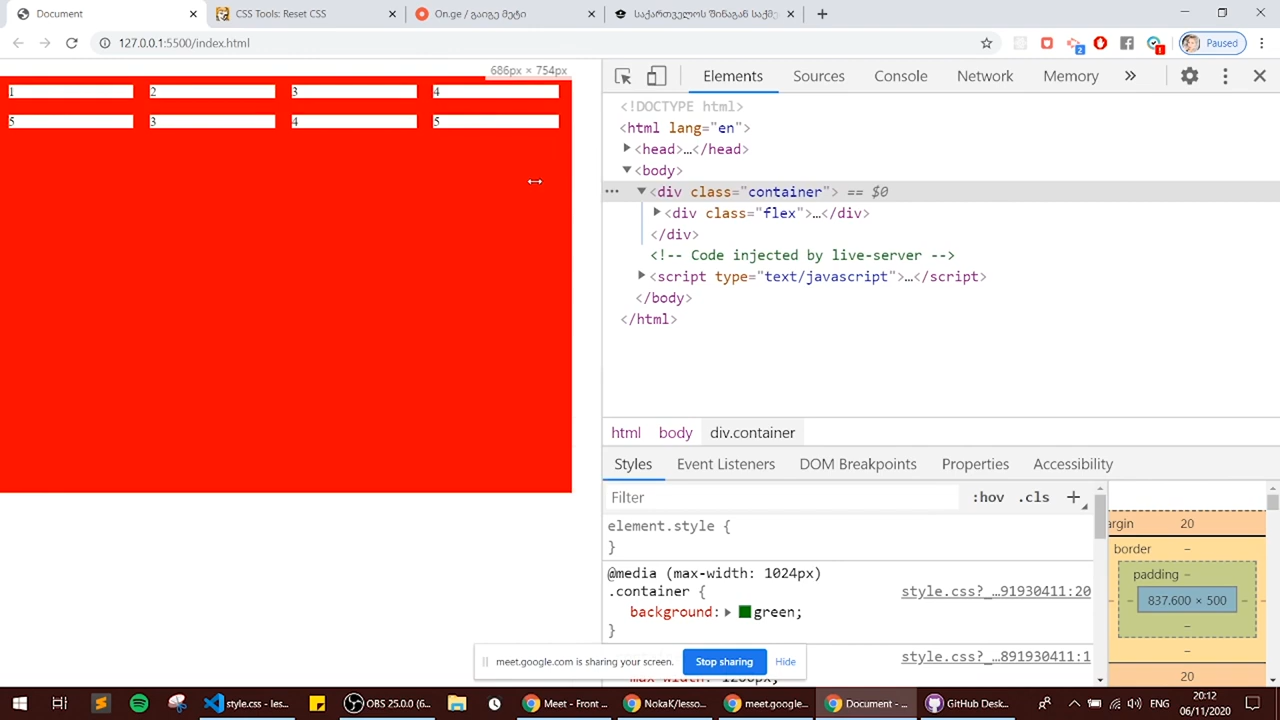 Document
CSS Tools: Reset CSS
On.ge / გაიგე მეტი
საქართველოს შინაგან საქმე
127.0.0.1:5500/index.html
2
1
Paused
686px × 754px
1 2 3 4
5 3 4 5
Elements Sources Console Network Memory
<!DOCTYPE html>
<html lang="en">
<head>…</head>
<body>
<div class="container"> == $0
<div class="flex">…</div>
</div>
<!-- Code injected by live-server -->
<script type="text/javascript">…</script>
</body>
</html>
html body div.container
Styles Event Listeners DOM Breakpoints Properties Accessibility
Filter
:hov .cls
element.style {
}
@media (max-width: 1024px)
.container {
style.css?_…91930411:20
background: green;
}
style.css?_…891930411:1
argin 20
border –
padding –
837.600 × 500
–
–
20
meet.google.com is sharing your screen. Stop sharing Hide
style.css - les...
OBS 25.0.0 (6...
Meet - Front ...
NokaK/lesso...
meet.google...
Document - ...
GitHub Desk...
ENG
20:12
06/11/2020